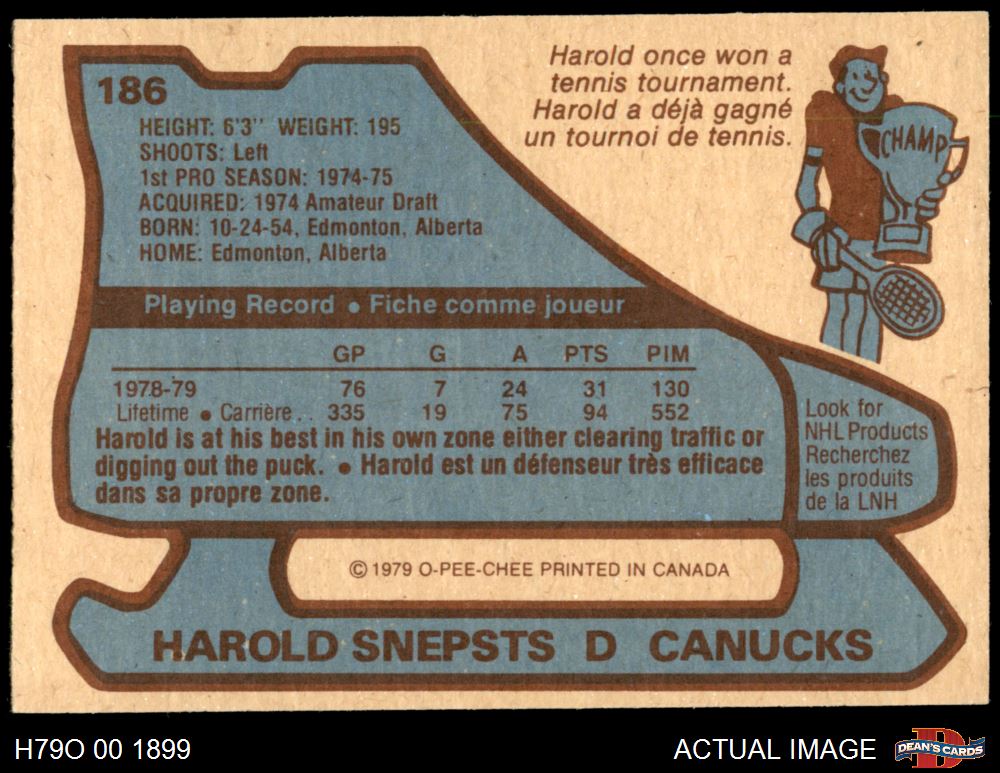 186
HEIGHT: 6'3" WEIGHT: 195
SHOOTS: Left
1st PRO SEASON: 1974-75
ACQUIRED: 1974 Amateur Draft
BORN: 10-24-54, Edmonton, Alberta
HOME: Edmonton, Alberta
Harold once won a
tennis tournament.
Harold a déjà gagné
un tournoi de tennis.
CHAMP
Playing Record • Fiche comme joueur
GP G A PTS PIM
1978-79 76 7 24 31 130
Lifetime • Carrière.. 335 19 75 94 552
Harold is at his best in his own zone either clearing traffic or
digging out the puck. • Harold est un défenseur très efficace
dans sa propre zone.
Look for
NHL Products
Recherchez
les produits
de la LNH
© 1979 O-PEE-CHEE PRINTED IN CANADA
HAROLD SNEPSTS D CANUCKS
H79O 00 1899
ACTUAL IMAGE
D
DEAN'S CARDS